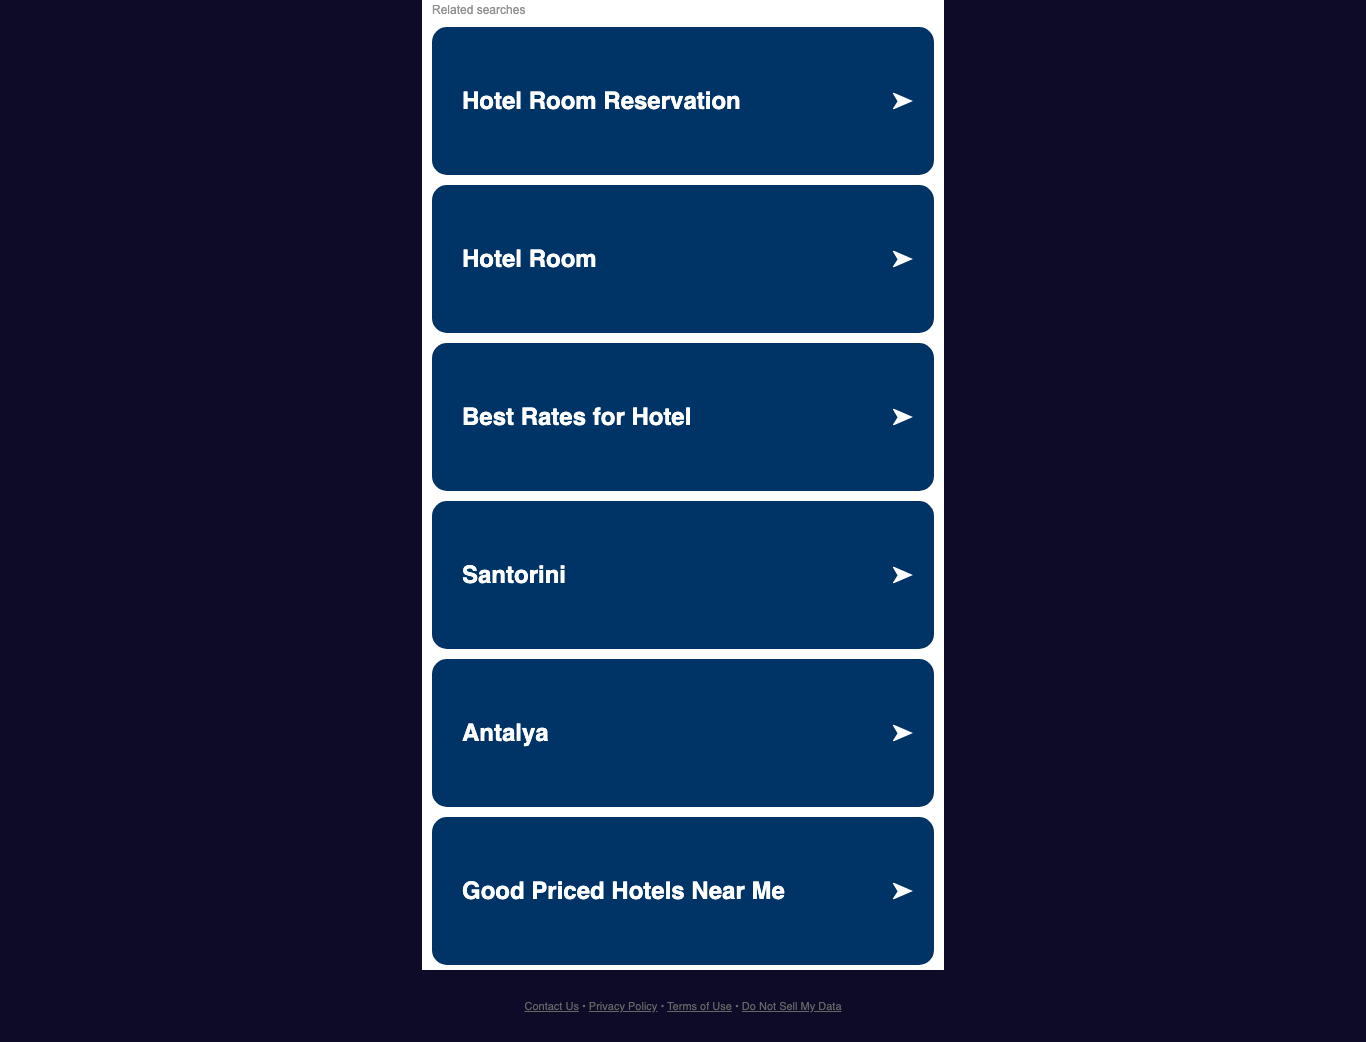 Related searches
Hotel Room Reservation
Hotel Room
Best Rates for Hotel
Santorini
Antalya
Good Priced Hotels Near Me
Contact Us • Privacy Policy • Terms of Use • Do Not Sell My Data